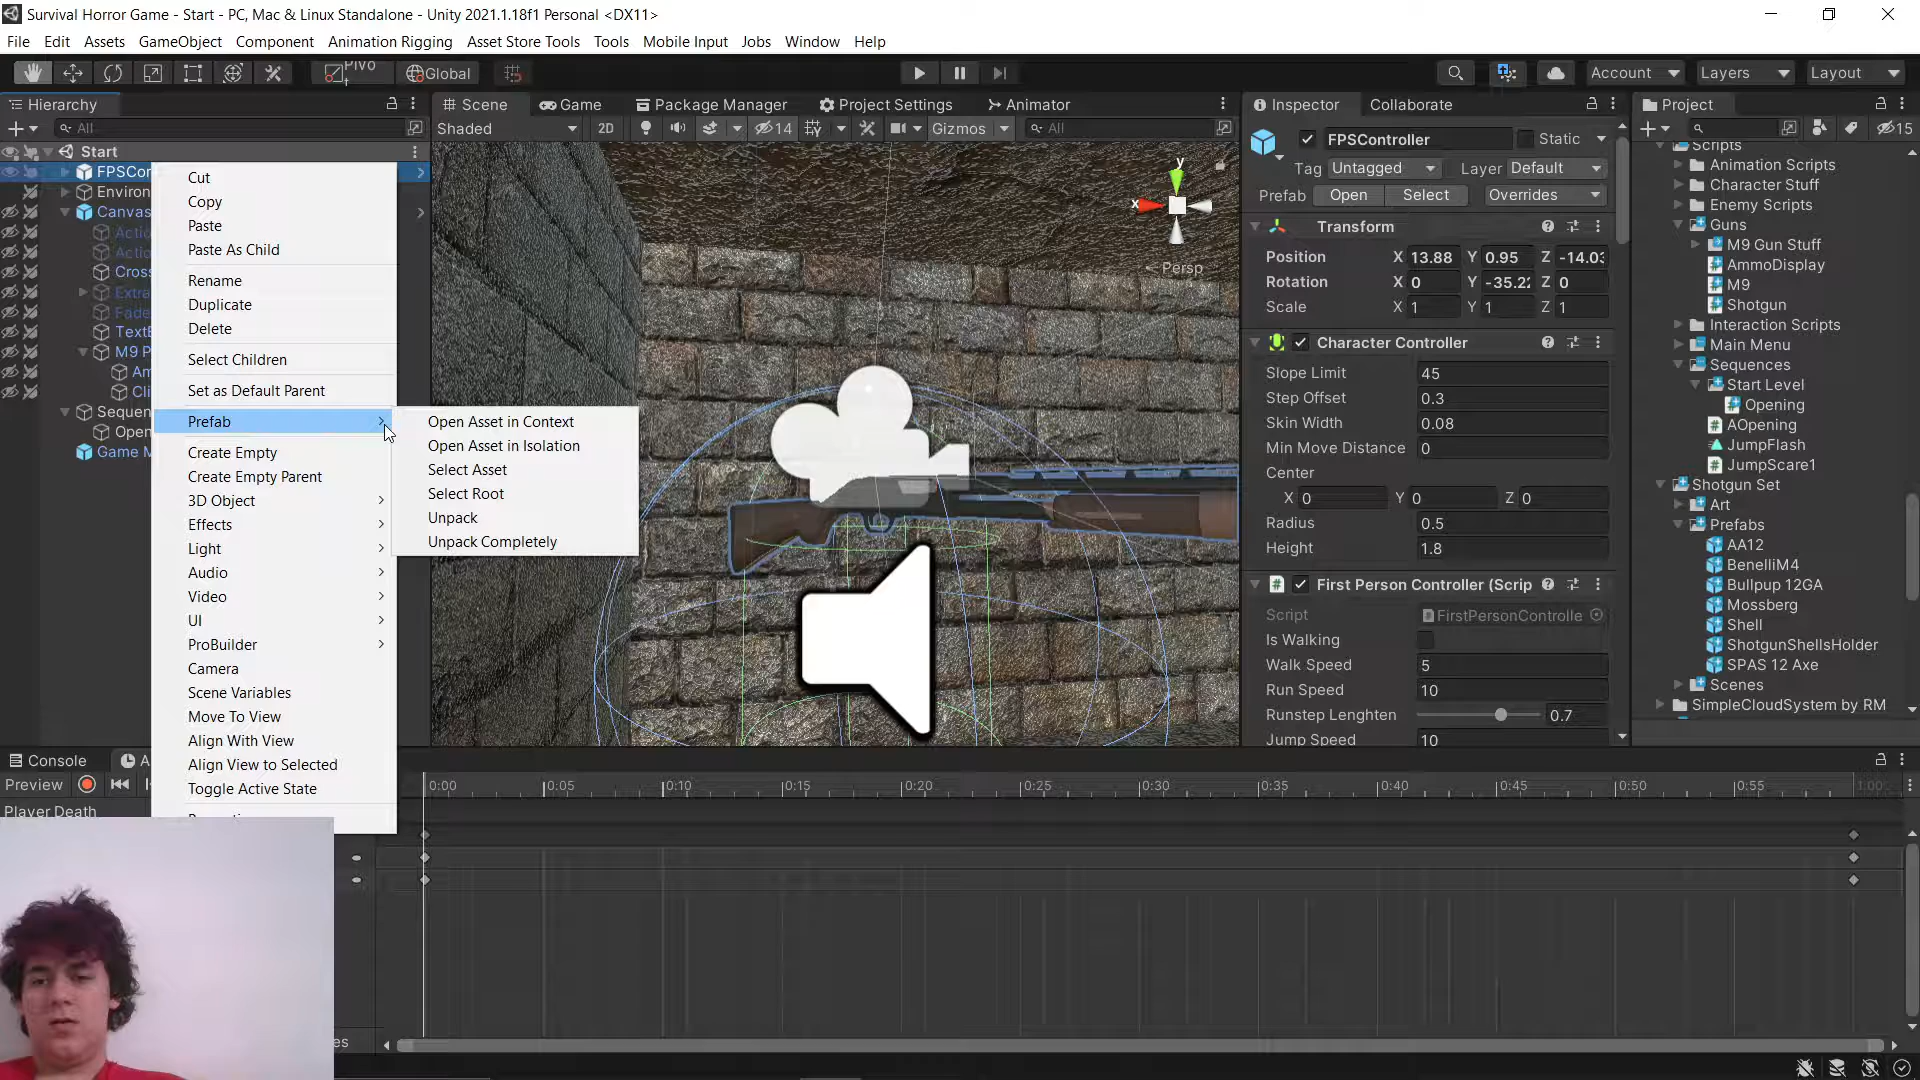 Survival Horror Game - Start - PC, Mac & Linux Standalone - Unity 2021.1.18f1 Personal <DX11>
File Edit Assets GameObject Component Animation Rigging Asset Store Tools Tools Mobile Input Jobs Window Help
Pivot Global Account Layers Layout
Hierarchy
All
Start
FPSCon
Environ
Canvas
Actio
Actio
Cross
Extra
Fade
TextB
M9 P
Am
Cli
Sequen
Open
Game M
Cut
Copy
Paste
Paste As Child
Rename
Duplicate
Delete
Select Children
Set as Default Parent
Prefab
Create Empty
Create Empty Parent
3D Object
Effects
Light
Audio
Video
UI
ProBuilder
Camera
Scene Variables
Move To View
Align With View
Align View to Selected
Toggle Active State
Open Asset in Context
Open Asset in Isolation
Select Asset
Select Root
Unpack
Unpack Completely
Scene Game Package Manager Project Settings Animator
Shaded 2D 14 Gizmos All
y
x
Persp
Inspector Collaborate
FPSController Static
Tag Untagged Layer Default
Prefab Open Select Overrides
Transform
Position X 13.88 Y 0.95 Z -14.03
Rotation X 0 Y -35.22 Z 0
Scale X 1 Y 1 Z 1
Character Controller
Slope Limit 45
Step Offset 0.3
Skin Width 0.08
Min Move Distance 0
Center
X 0 Y 0 Z 0
Radius 0.5
Height 1.8
First Person Controller (Scrip
Script FirstPersonControlle
Is Walking
Walk Speed 5
Run Speed 10
Runstep Lenghten 0.7
Jump Speed 10
Project
15
Scripts
Animation Scripts
Character Stuff
Enemy Scripts
Guns
M9 Gun Stuff
AmmoDisplay
M9
Shotgun
Interaction Scripts
Main Menu
Sequences
Start Level
Opening
AOpening
JumpFlash
JumpScare1
Shotgun Set
Art
Prefabs
AA12
BenelliM4
Bullpup 12GA
Mossberg
Shell
ShotgunShellsHolder
SPAS 12 Axe
Scenes
SimpleCloudSystem by RM
Console A
Preview
Player Death
0:00 0:05 0:10 0:15 0:20 0:25 0:30 0:35 0:40 0:45 0:50 0:55 1:00
es